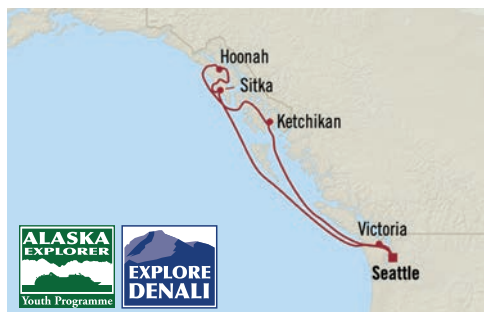 Hoonah
Sitka
Ketchikan
Victoria
Seattle
ALASKA
EXPLORER
Youth Programme
EXPLORE
DENALI